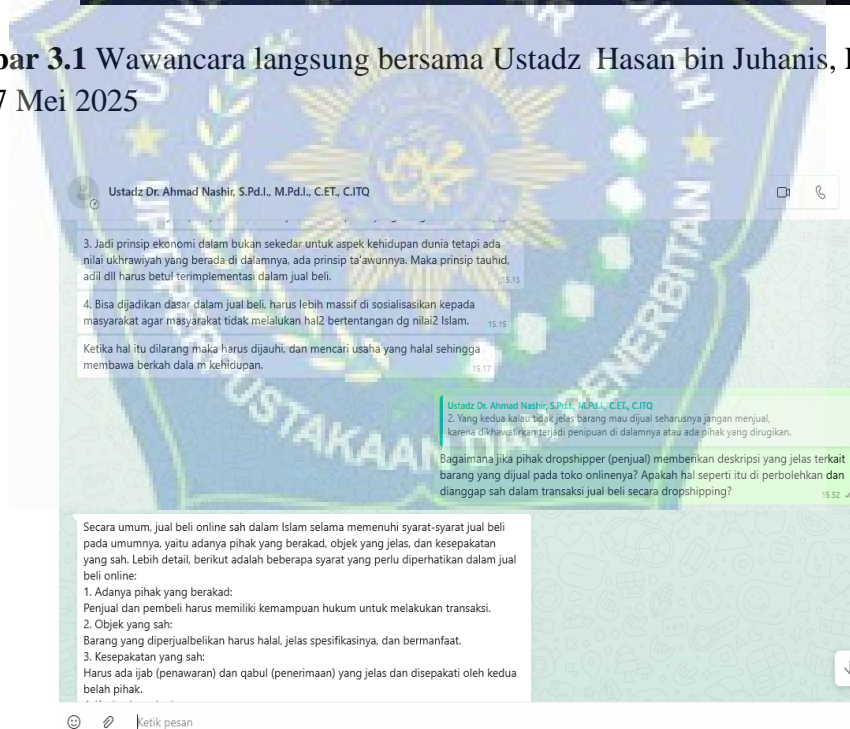 bar 3.1 Wawancara langsung bersama Ustadz Hasan bin Juhanis,
7 Mei 2025
Ustadz Dr. Ahmad Nashir, S.Pd.I., M.Pd.I., C.ET., C.ITQ
3. Jadi prinsip ekonomi dalam bukan sekedar untuk aspek kehidupan dunia tetapi ada
nilai ukhrawiyah yang berada di dalamnya, ada prinsip ta'awunnya. Maka prinsip tauhid,
adil dll harus betul terimplementasi dalam jual beli.
15.13
4. Bisa dijadikan dasar dalam jual beli, harus lebih massif di sosialisasikan kepada
masyarakat agar masyarakat tidak melalukan hal2 bertentangan dg nilai2 Islam.
15.15
Ketika hal itu dilarang maka harus dijauhi, dan mencari usaha yang halal sehingga
membawa berkah dala m kehidupan.
15.17
Ustadz Dr. Ahmad Nashir, S.Pd.I., M.Pd.I., C.ET., C.ITQ
2. Yang kedua kalau tidak jelas barang mau dijual seharusnya jangan menjual,
karena dikhawatirkan terjadi penipuan di dalamnya atau ada pihak yang dirugikan.
Bagaimana jika pihak dropshipper (penjual) memberikan deskripsi yang jelas terkait
barang yang dijual pada toko onlinenya? Apakah hal seperti itu di perbolehkan dan
dianggap sah dalam transaksi jual beli secara dropshipping?
15.52
Secara umum, jual beli online sah dalam Islam selama memenuhi syarat-syarat jual beli
pada umumnya, yaitu adanya pihak yang berakad, objek yang jelas, dan kesepakatan
yang sah. Lebih detail, berikut adalah beberapa syarat yang perlu diperhatikan dalam jual
beli online:
1. Adanya pihak yang berakad:
Penjual dan pembeli harus memiliki kemampuan hukum untuk melakukan transaksi.
2. Objek yang sah:
Barang yang diperjualbelikan harus halal, jelas spesifikasinya, dan bermanfaat.
3. Kesepakatan yang sah:
Harus ada ijab (penawaran) dan qabul (penerimaan) yang jelas dan disepakati oleh kedua
belah pihak.
Ketik pesan
PERPUSTAKAAN DAN PENERBITAN